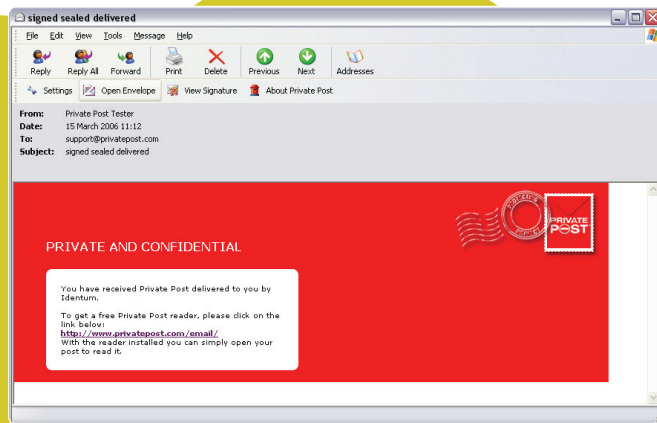 signed sealed delivered
File Edit View Tools Message Help
Reply Reply All Forward Print Delete Previous Next Addresses
Settings Open Envelope View Signature About Private Post
From: Private Post Tester
Date: 15 March 2006 11:12
To: support@privatepost.com
Subject: signed sealed delivered
PRIVATE
POST
PRIVATE AND CONFIDENTIAL
You have received Private Post delivered to you by
Identum.
To get a free Private Post reader, please click on the
link below:
http://www.privatepost.com/email/
With the reader installed you can simply open your
post to read it.